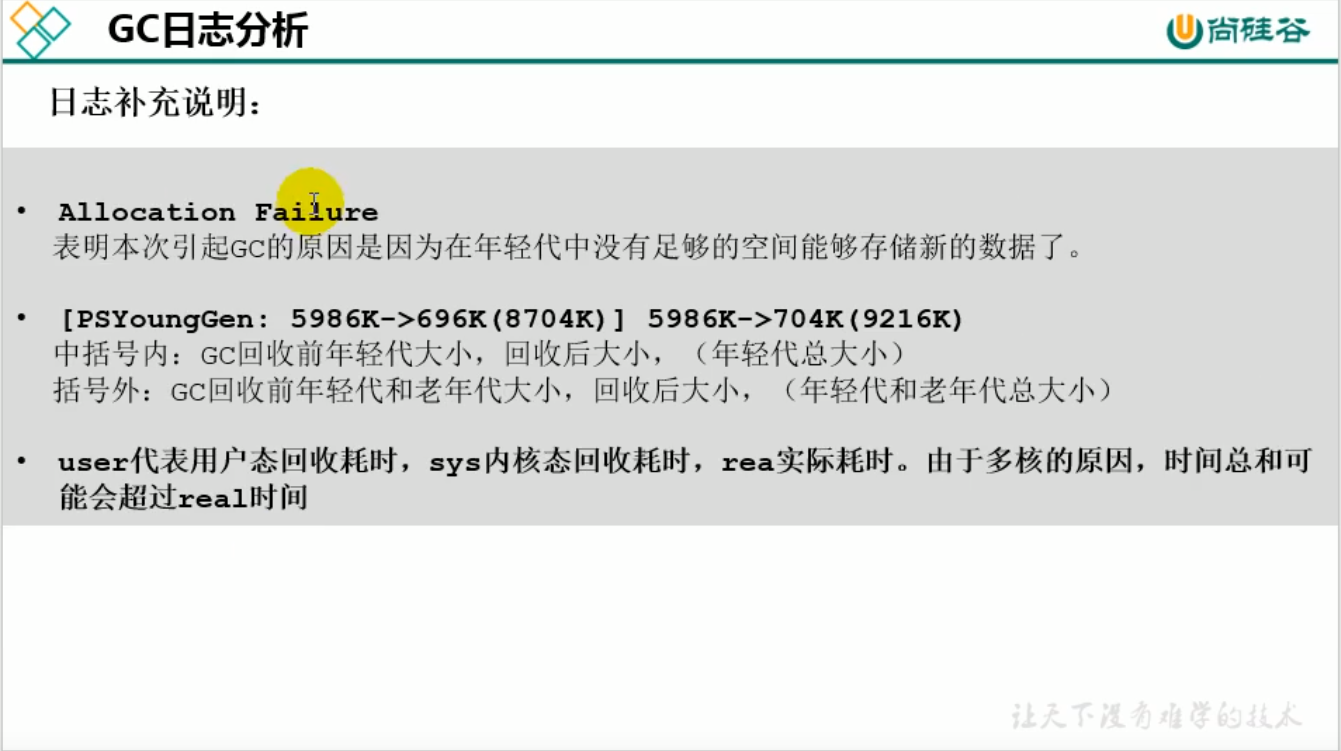 GC日志分析
尚硅谷
日志补充说明：
• Allocation Failure
表明本次引起GC的原因是因为在年轻代中没有足够的空间能够存储新的数据了。
• [PSYoungGen: 5986K->696K(8704K)] 5986K->704K(9216K)
中括号内：GC回收前年轻代大小，回收后大小，（年轻代总大小）
括号外：GC回收前年轻代和老年代大小，回收后大小，（年轻代和老年代总大小）
• user代表用户态回收耗时，sys内核态回收耗时，rea实际耗时。由于多核的原因，时间总和可
能会超过real时间
让天下没有难学的技术